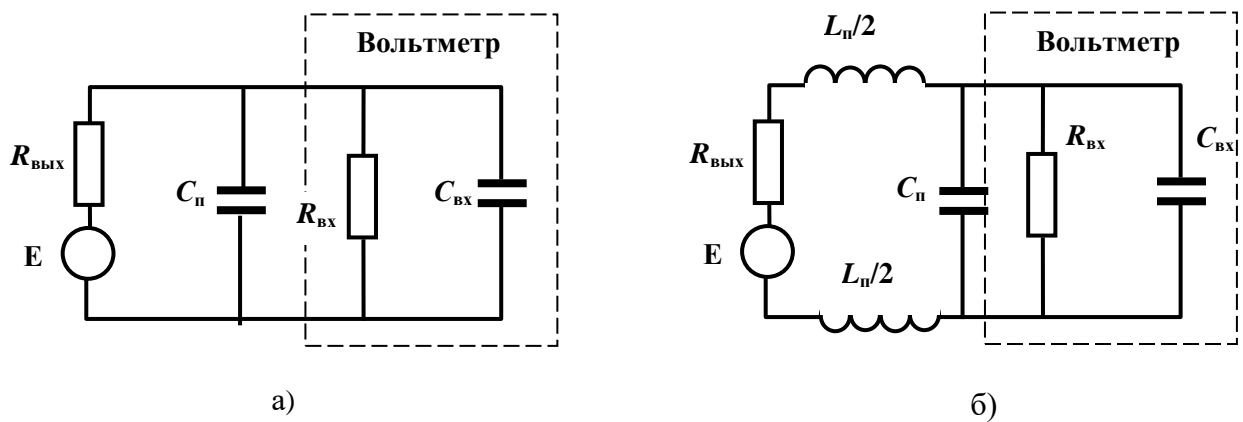 Вольтметр
Rвых
Cп
Rвх
Cвх
E
а)
Lп/2
Вольтметр
Rвых
Cп
Rвх
Cвх
E
Lп/2
б)